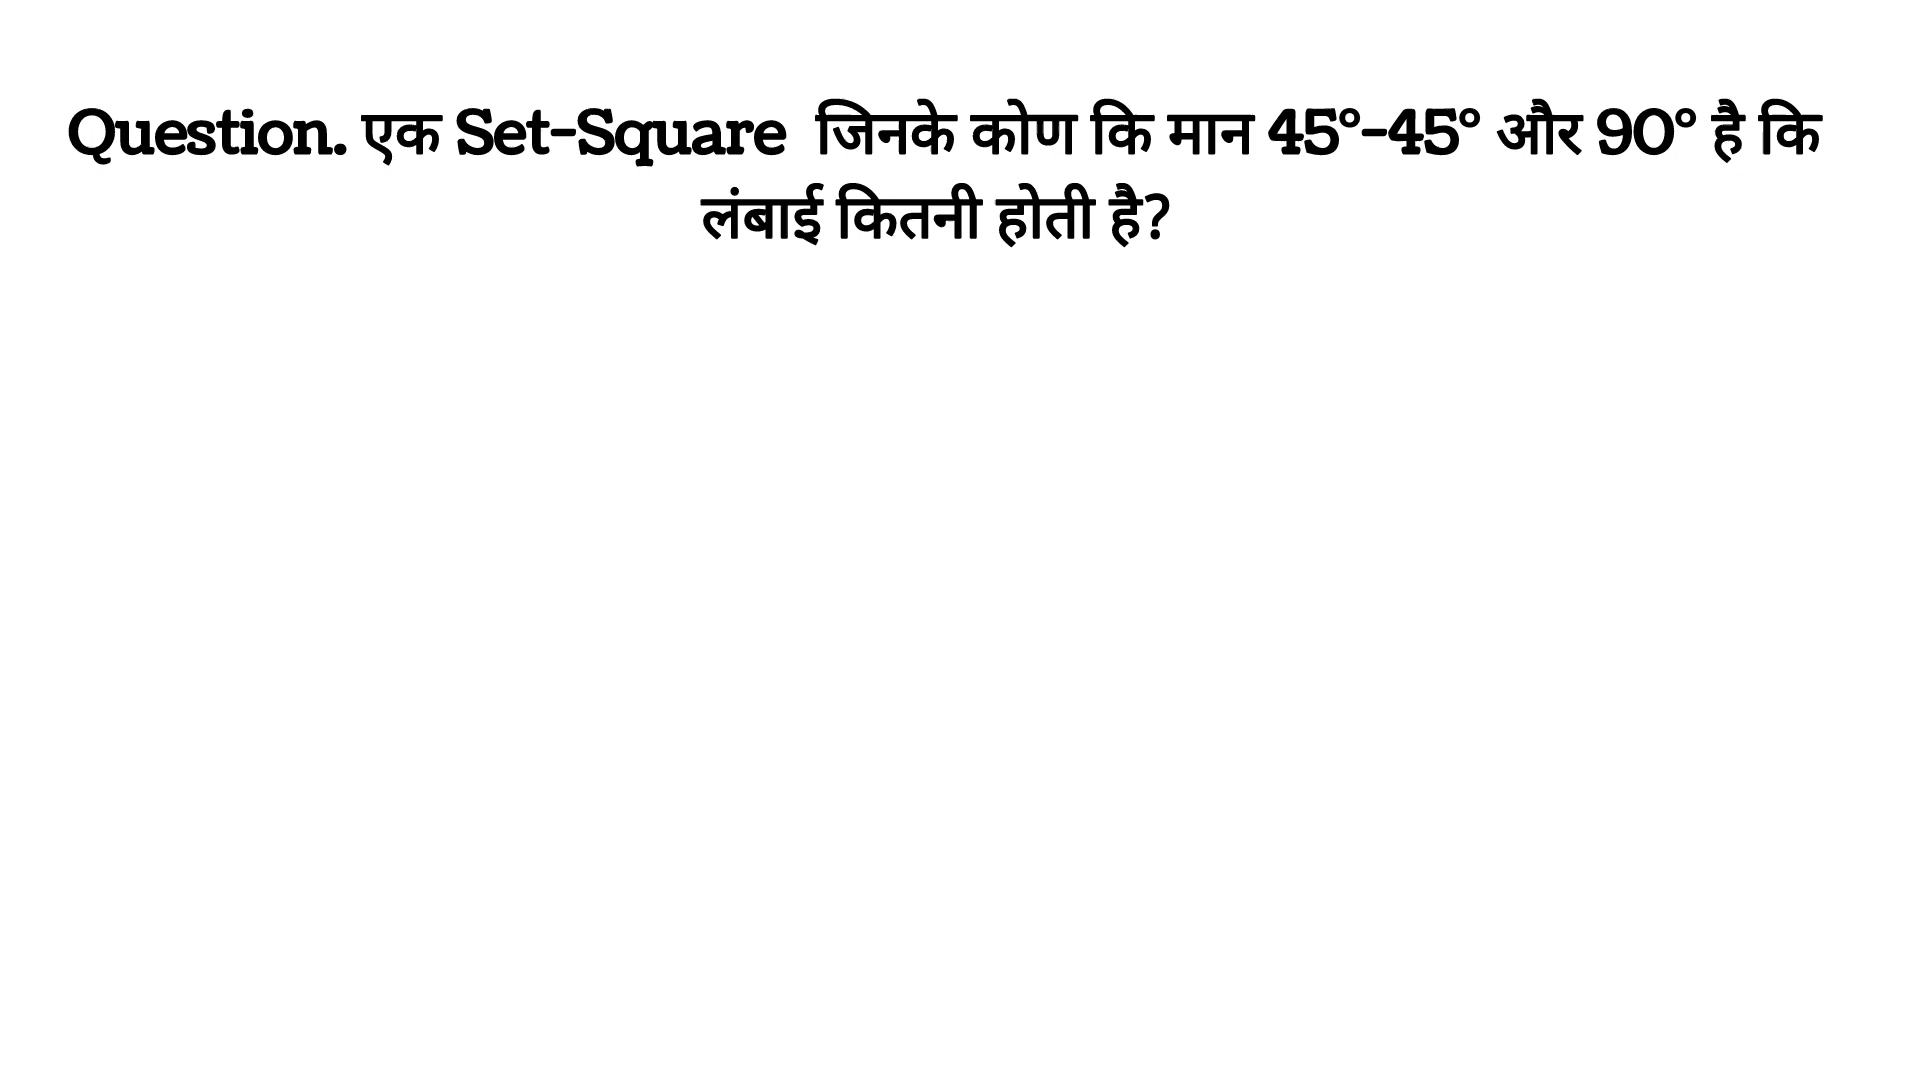 Question. एक Set-Square जिनके कोण कि मान 45°-45° और 90° है कि
लंबाई कितनी होती है?